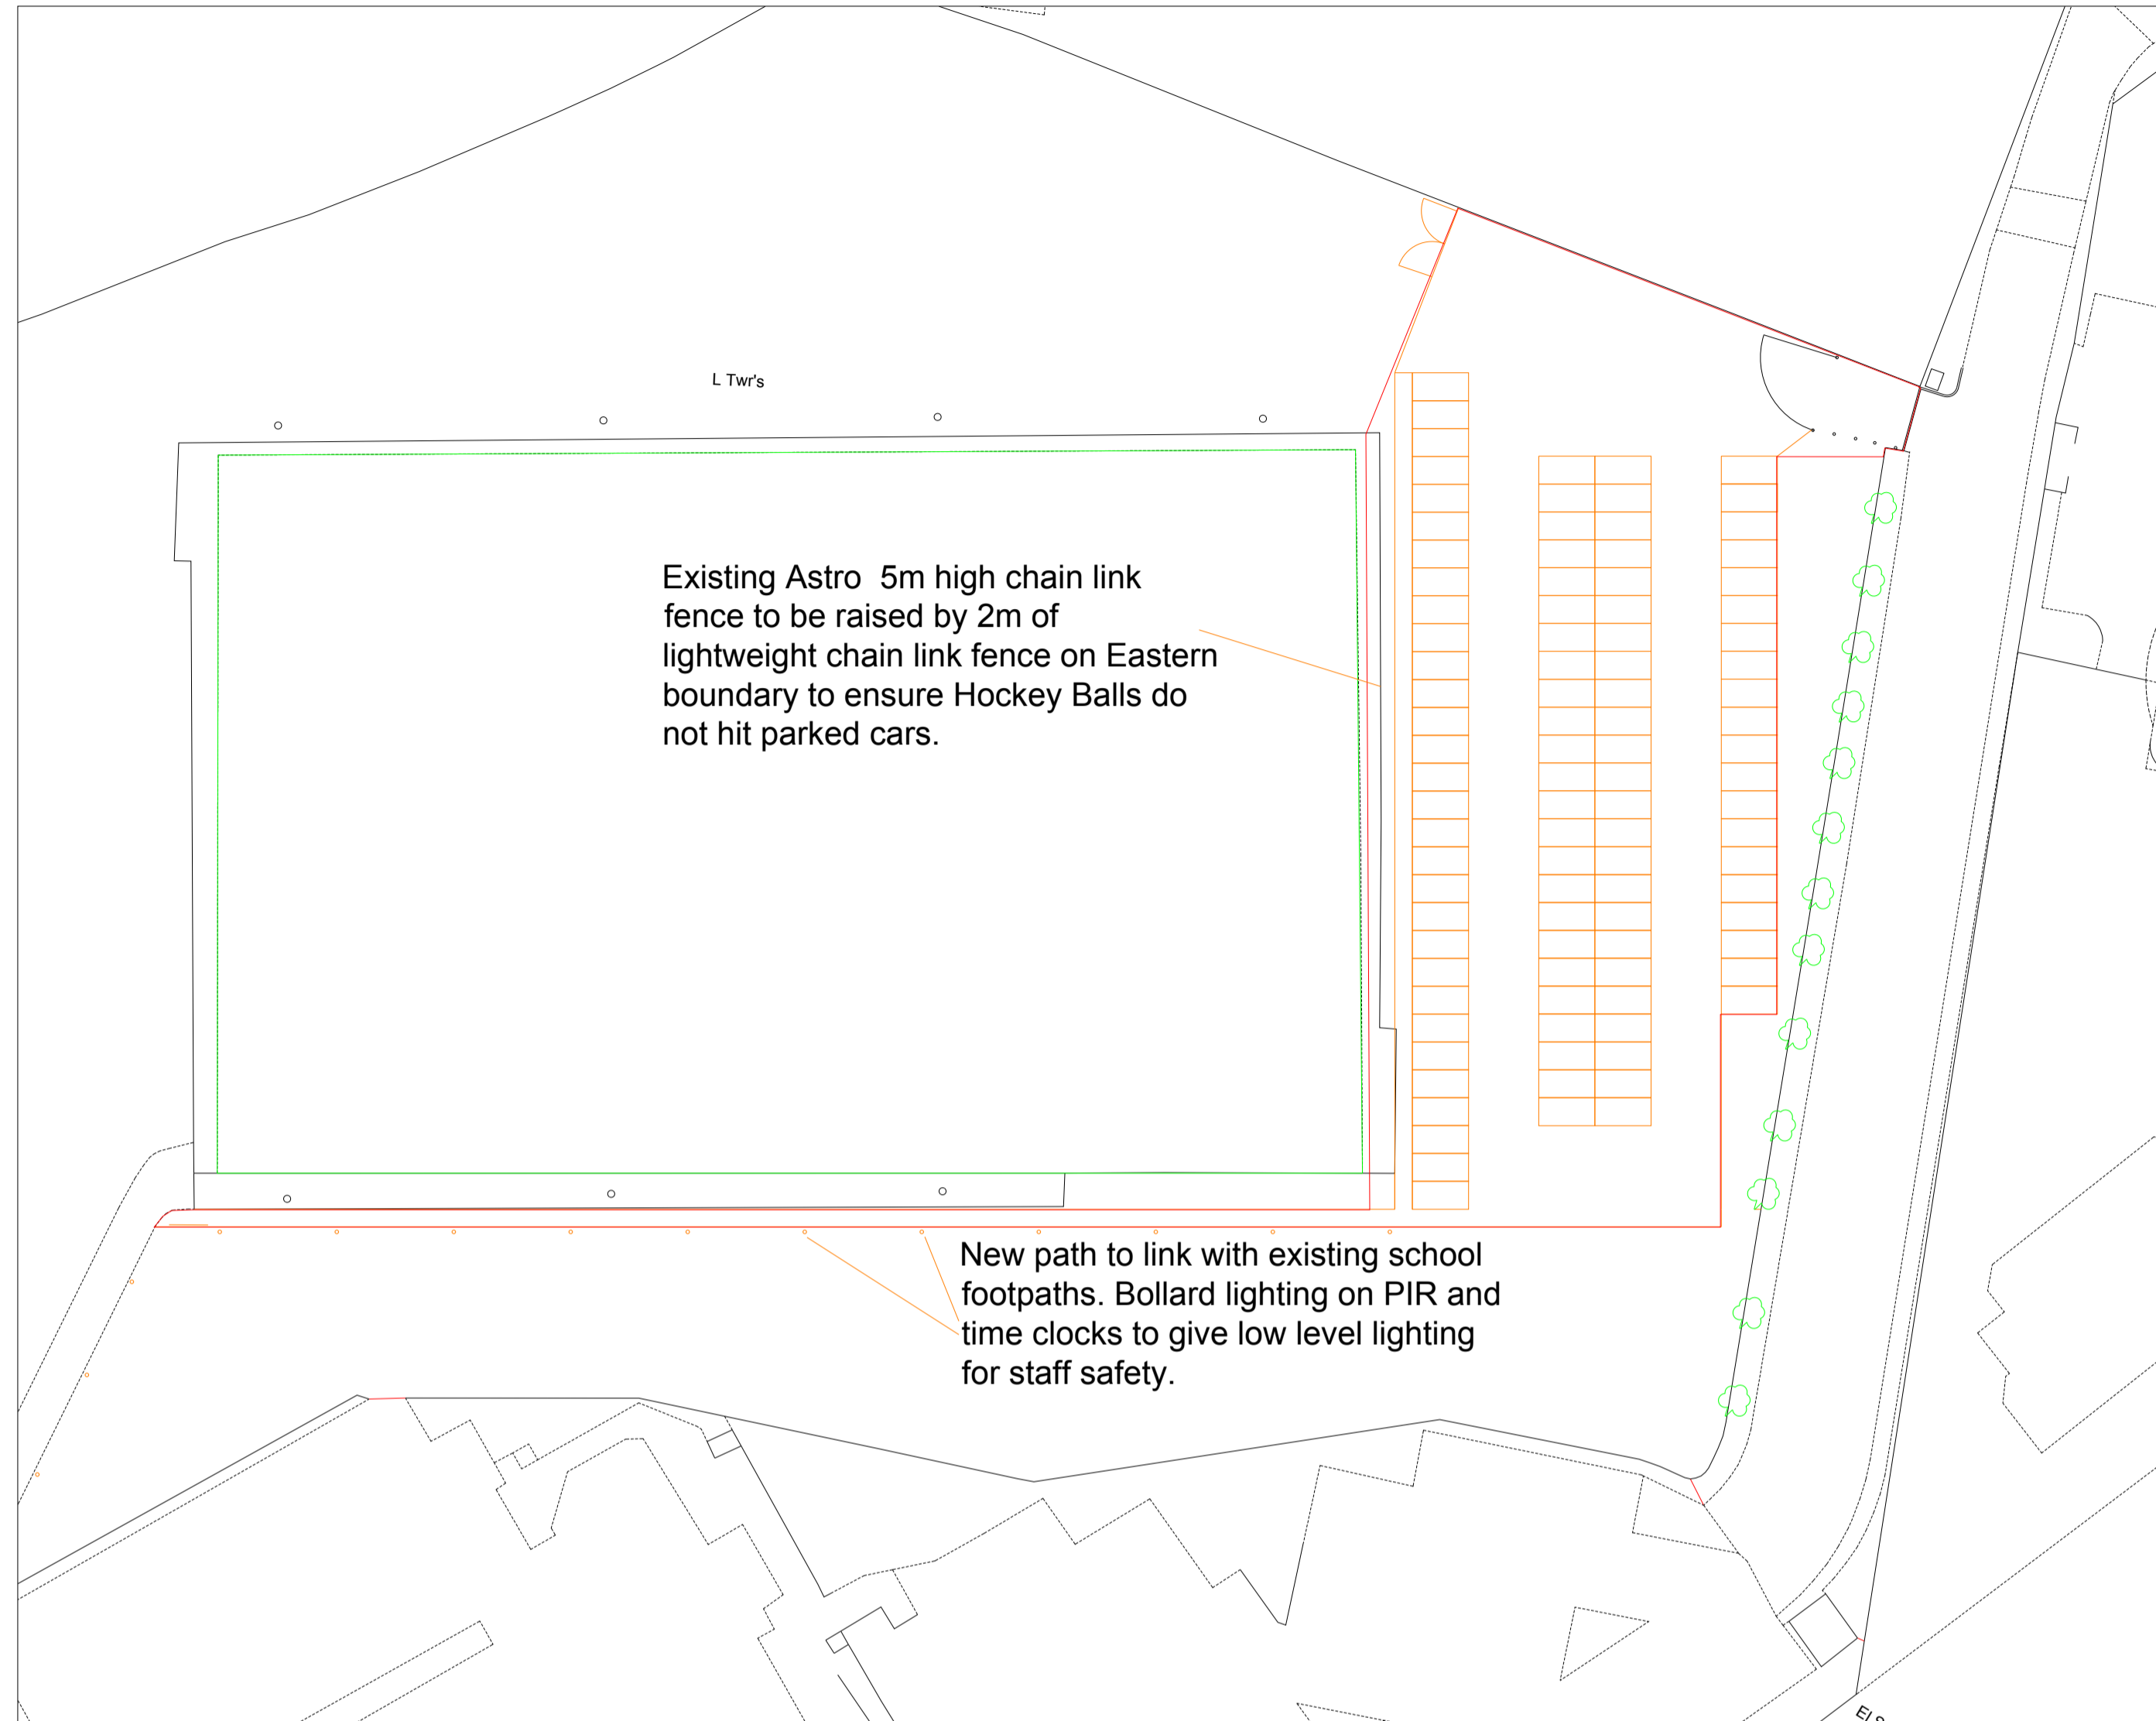 L Twr's
Existing Astro 5m high chain link
fence to be raised by 2m of
lightweight chain link fence on Eastern
boundary to ensure Hockey Balls do
not hit parked cars.
New path to link with existing school
footpaths. Bollard lighting on PIR and
time clocks to give low level lighting
for staff safety.